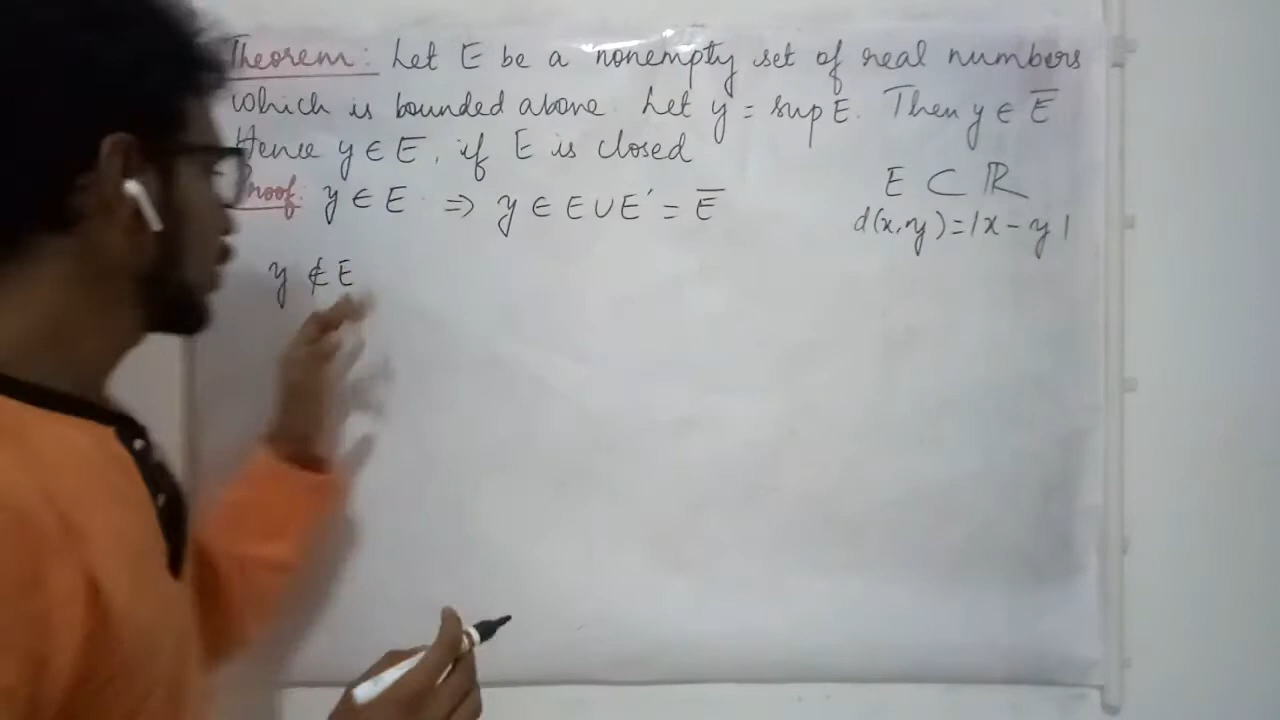 Theorem: Let E be a nonempty set of real numbers
which is bounded above. Let y = sup E. Then y ∈ E̅
Hence y ∈ E, if E is closed
Proof: y ∈ E ⇒ y ∈ E ∪ E′ = E̅
E ⊂ ℝ
d(x,y)=|x-y|
y ∉ E